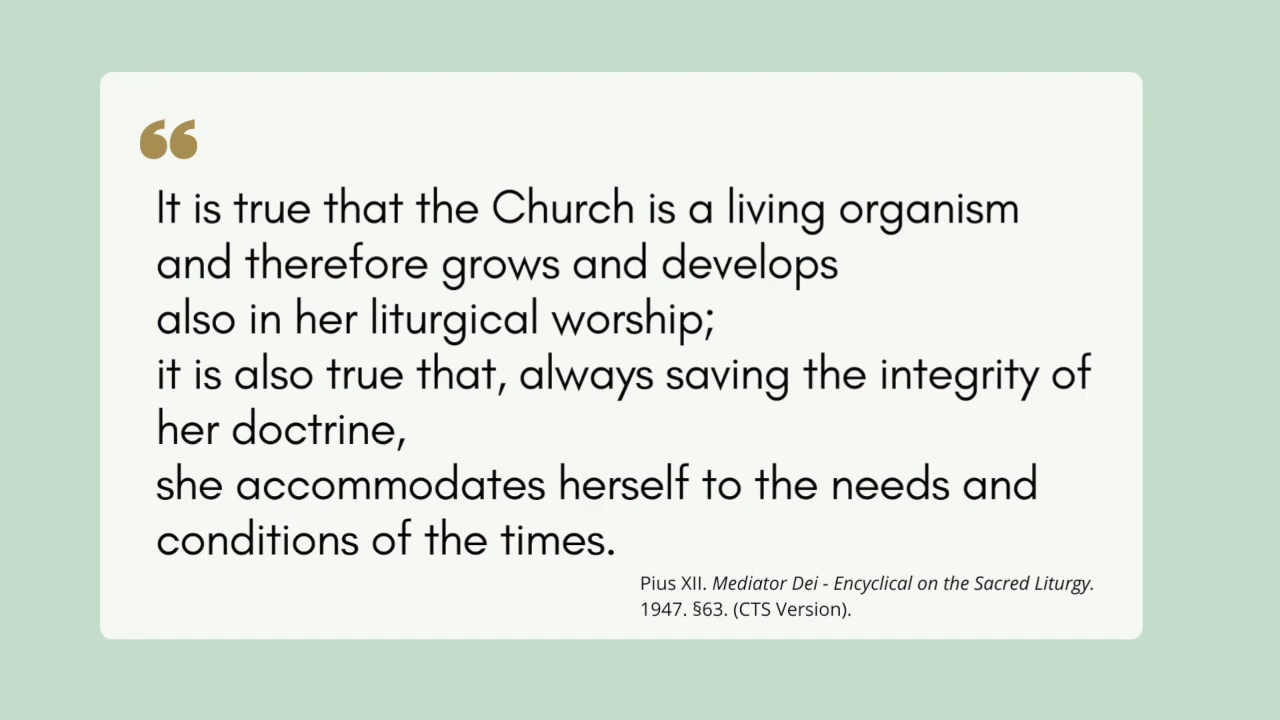 “
It is true that the Church is a living organism
and therefore grows and develops
also in her liturgical worship;
it is also true that, always saving the integrity of
her doctrine,
she accommodates herself to the needs and
conditions of the times.
Pius XII. Mediator Dei - Encyclical on the Sacred Liturgy.
1947. §63. (CTS Version).